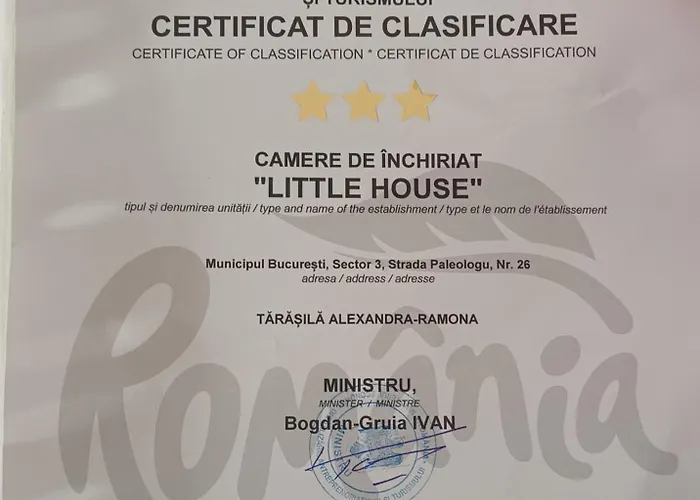 ȘI TURISMULUI
CERTIFICAT DE CLASIFICARE
CERTIFICATE OF CLASSIFICATION * CERTIFICAT DE CLASSIFICATION
CAMERE DE ÎNCHIRIAT
"LITTLE HOUSE"
tipul și denumirea unității / type and name of the establishment / type et le nom de l'établissement
Municipul București, Sector 3, Strada Paleologu, Nr. 26
adresa / address / adresse
TĂRĂȘILĂ ALEXANDRA-RAMONA
România
MINISTRU,
MINISTER / MINISTRE
Bogdan-Gruia IVAN